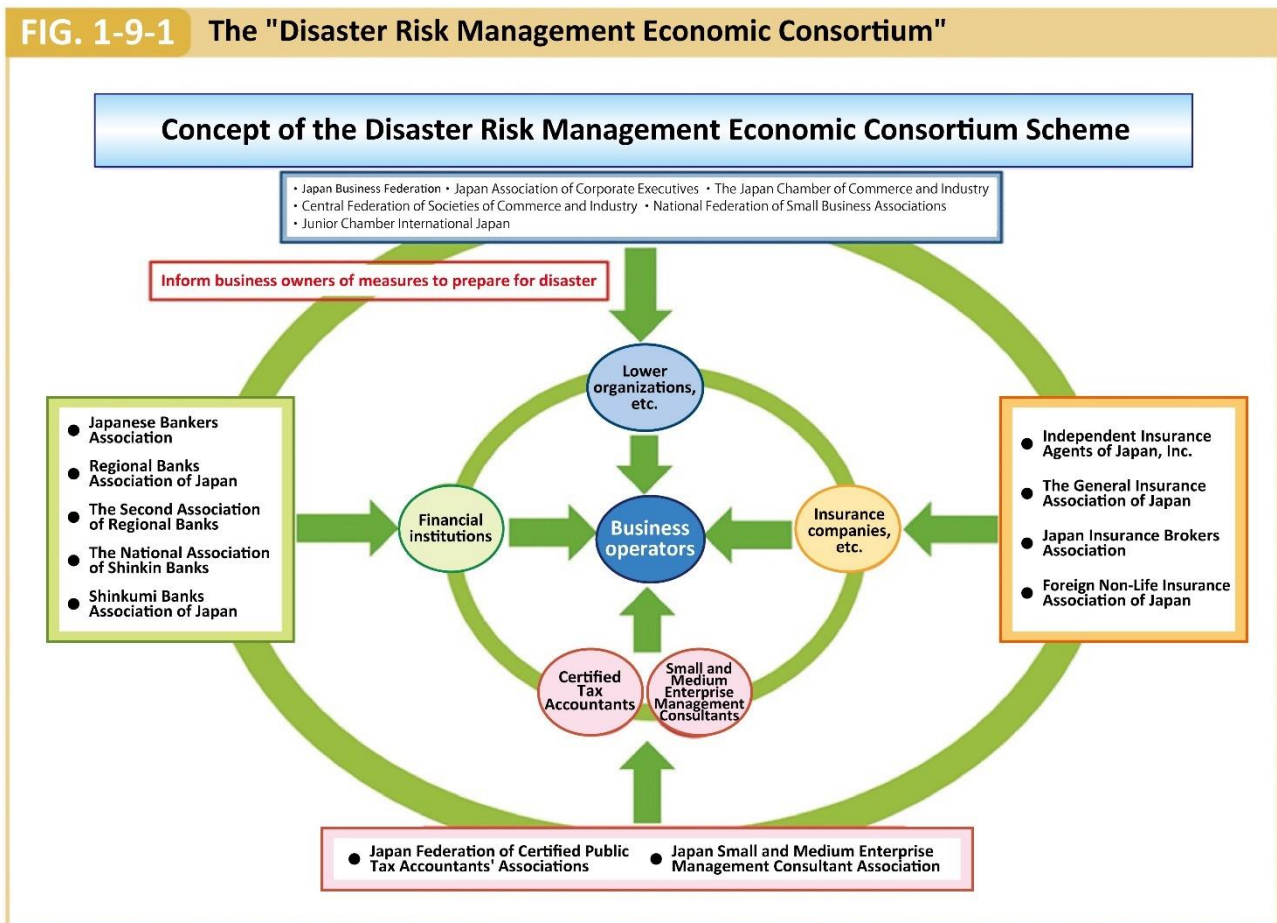 FIG. 1-9-1 The "Disaster Risk Management Economic Consortium"
Concept of the Disaster Risk Management Economic Consortium Scheme
・Japan Business Federation・Japan Association of Corporate Executives ・The Japan Chamber of Commerce and Industry
・Central Federation of Societies of Commerce and Industry ・National Federation of Small Business Associations
・Junior Chamber International Japan
Inform business owners of measures to prepare for disaster
Lower
organizations,
etc.
● Japanese Bankers
Association
● Regional Banks
Association of Japan
● The Second Association
of Regional Banks
● The National Association
of Shinkin Banks
● Shinkumi Banks
Association of Japan
Financial
institutions
Business
operators
Insurance
companies,
etc.
● Independent Insurance
Agents of Japan, Inc.
● The General Insurance
Association of Japan
● Japan Insurance Brokers
Association
● Foreign Non-Life Insurance
Association of Japan
Certified
Tax
Accountants
Small and
Medium
Enterprise
Management
Consultants
● Japan Federation of Certified Public
Tax Accountants' Associations
● Japan Small and Medium Enterprise
Management Consultant Association